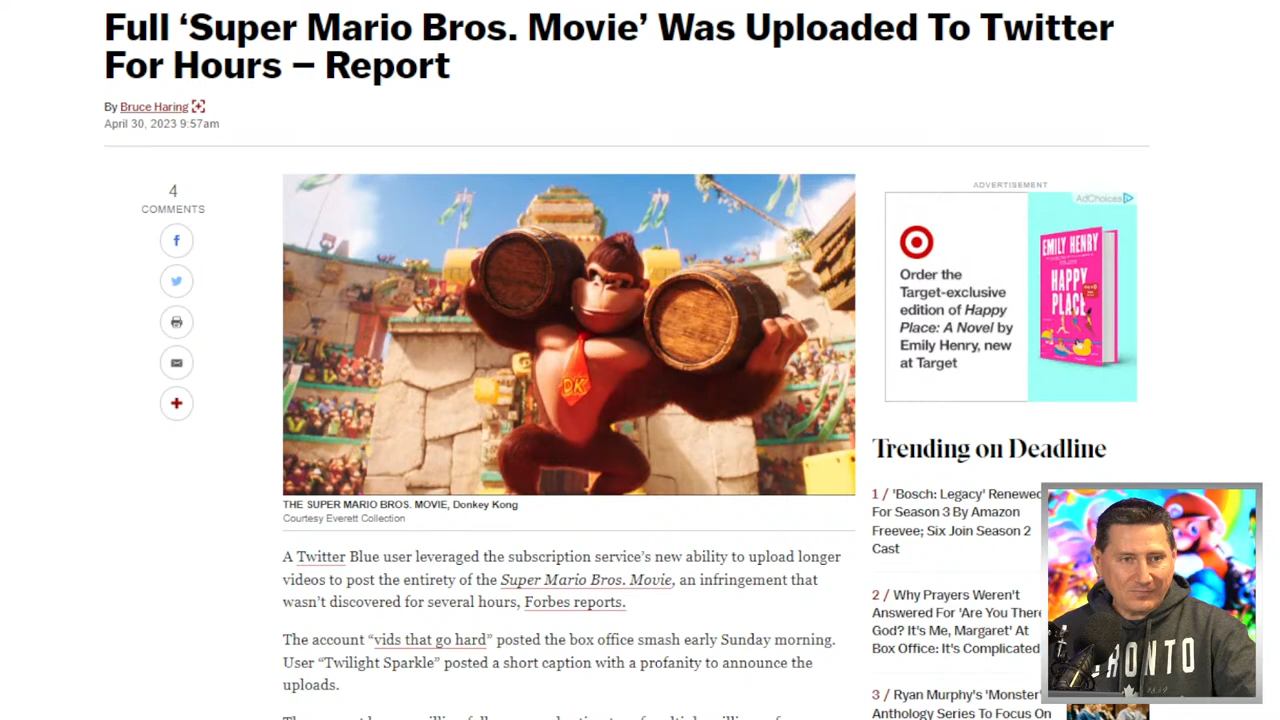 Full ‘Super Mario Bros. Movie’ Was Uploaded To Twitter
For Hours – Report
By Bruce Haring
April 30, 2023 9:57am
4
COMMENTS
DK
THE SUPER MARIO BROS. MOVIE, Donkey Kong
Courtesy Everett Collection
A Twitter Blue user leveraged the subscription service’s new ability to upload longer
videos to post the entirety of the Super Mario Bros. Movie, an infringement that
wasn’t discovered for several hours, Forbes reports.
The account “vids that go hard” posted the box office smash early Sunday morning.
User “Twilight Sparkle” posted a short caption with a profanity to announce the
uploads.
ADVERTISEMENT
AdChoices
Order the
Target-exclusive
edition of Happy
Place: A Novel by
Emily Henry, new
at Target
EMILY HENRY
HAPPY
PLACE
Trending on Deadline
1 / 'Bosch: Legacy' Renewed
For Season 3 By Amazon
Freevee; Six Join Season 2
Cast
2 / Why Prayers Weren't
Answered For 'Are You There
God? It's Me, Margaret' At
Box Office: It's Complicated
3 / Ryan Murphy's 'Monster'
Anthology Series To Focus On
RONTO